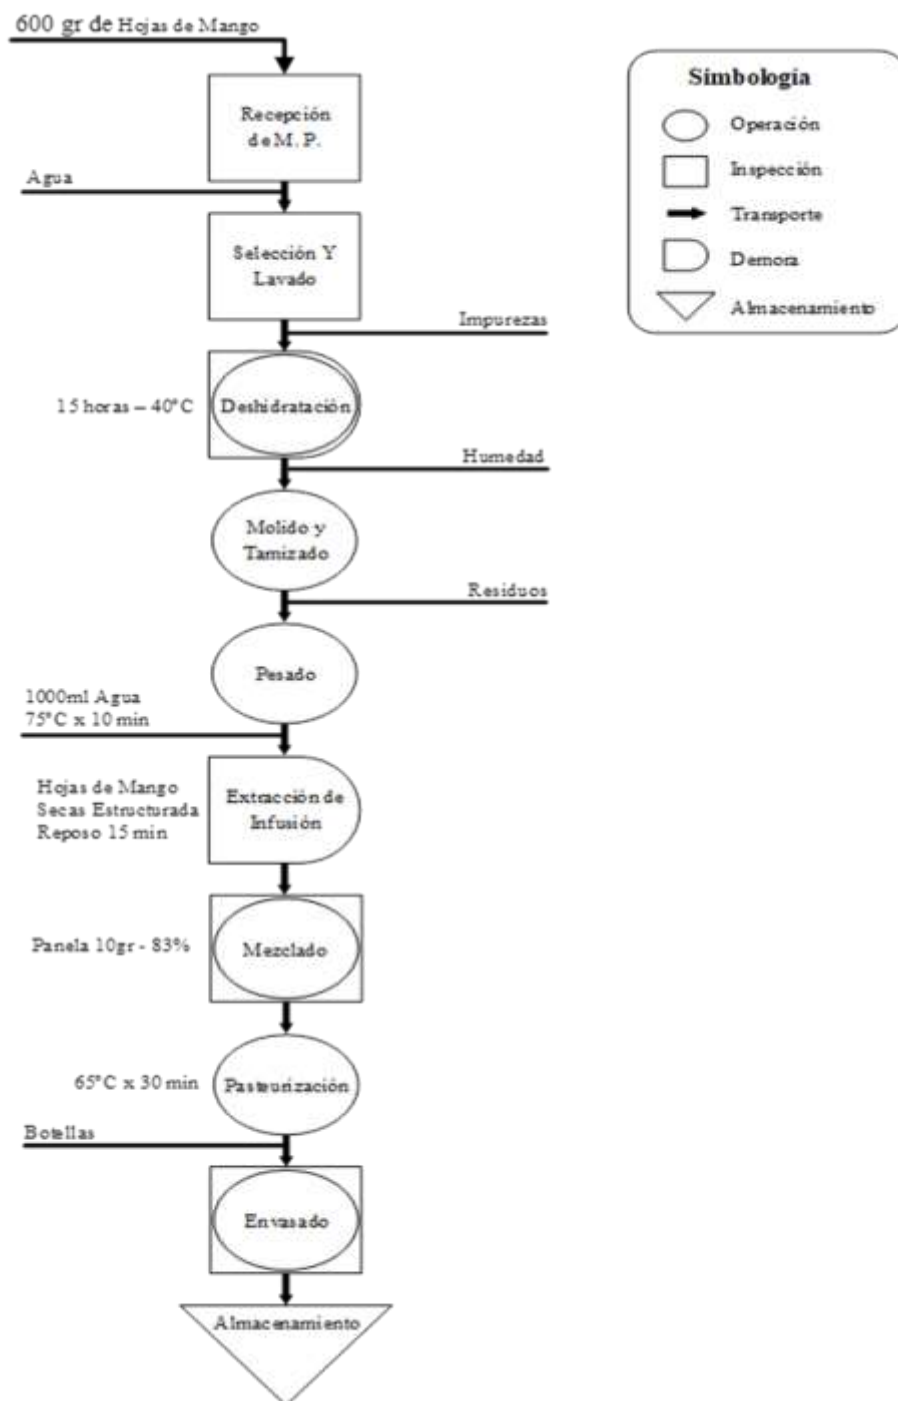 600 gr de Hojas de Mango
Recepción
de M. P.
Agua
Selección Y
Lavado
Impurezas
15 horas – 40°C
Deshidratación
Humedad
Molido y
Tamizado
Residuos
Pesado
1000ml Agua
75°C x 10 min
Hojas de Mango
Secas Estructurada
Reposo 15 min
Extracción de
Infusión
Panela 10gr - 83%
Mezclado
65°C x 30 min
Pasteurización
Botellas
Envasado
Almacenamiento
Simbología
Operación
Inspección
Transporte
Demora
Almacenamiento